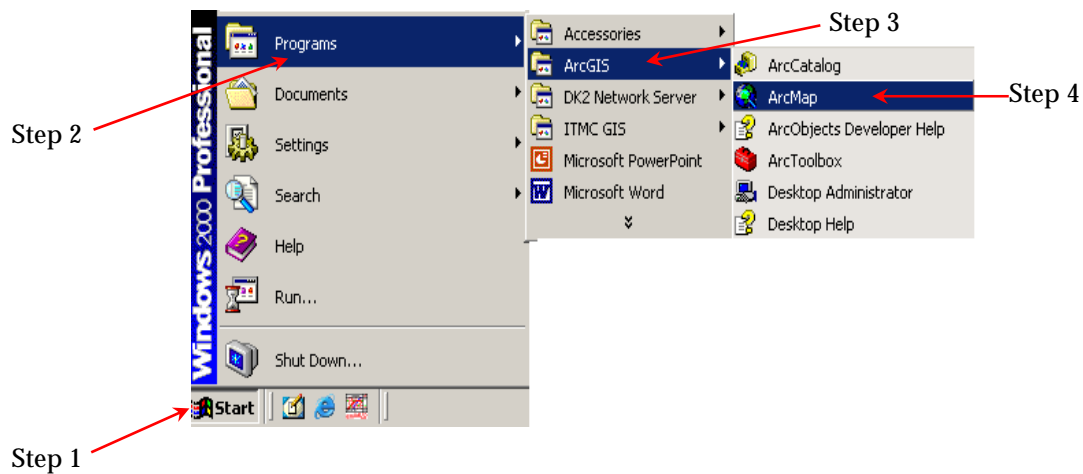 Step 3
Step 2
Step 4
Step 1
Windows 2000 Professional
Programs
Documents
Settings
Search
Help
Run...
Shut Down...
Start
Accessories
ArcGIS
DK2 Network Server
ITMC GIS
Microsoft PowerPoint
Microsoft Word
ArcCatalog
ArcMap
ArcObjects Developer Help
ArcToolbox
Desktop Administrator
Desktop Help